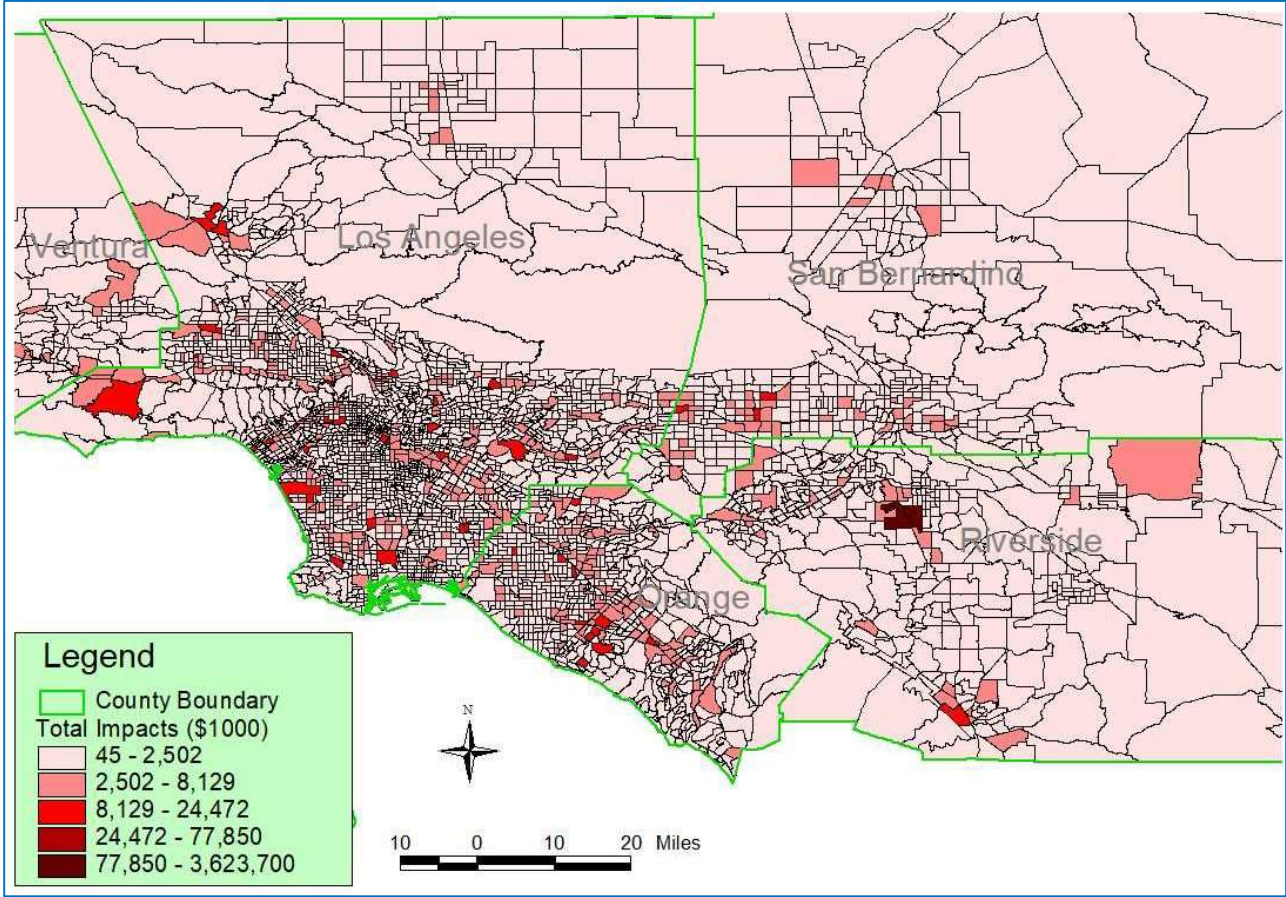 Ventura
Los Angeles
San Bernardino
Riverside
Orange
Legend
County Boundary
Total Impacts ($1000)
45 - 2,502
2,502 - 8,129
8,129 - 24,472
24,472 - 77,850
77,850 - 3,623,700
N
10 0 10 20 Miles